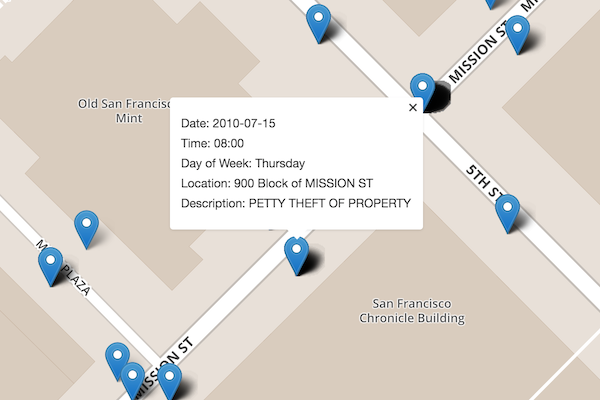 MISSION ST
Old San Francisco
Mint
×
Date: 2010-07-15
Time: 08:00
Day of Week: Thursday
Location: 900 Block of MISSION ST
Description: PETTY THEFT OF PROPERTY
5TH ST
PLAZA
San Francisco
Chronicle Building
MISSION ST